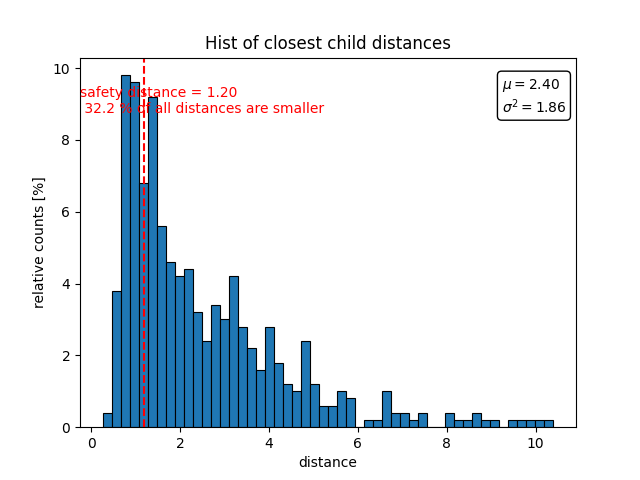 Hist of closest child distances
safety distance = 1.20
32.2 % of all distances are smaller
μ = 2.40
σ² = 1.86
relative counts [%]
10
8
6
4
2
0
0 2 4 6 8 10
distance